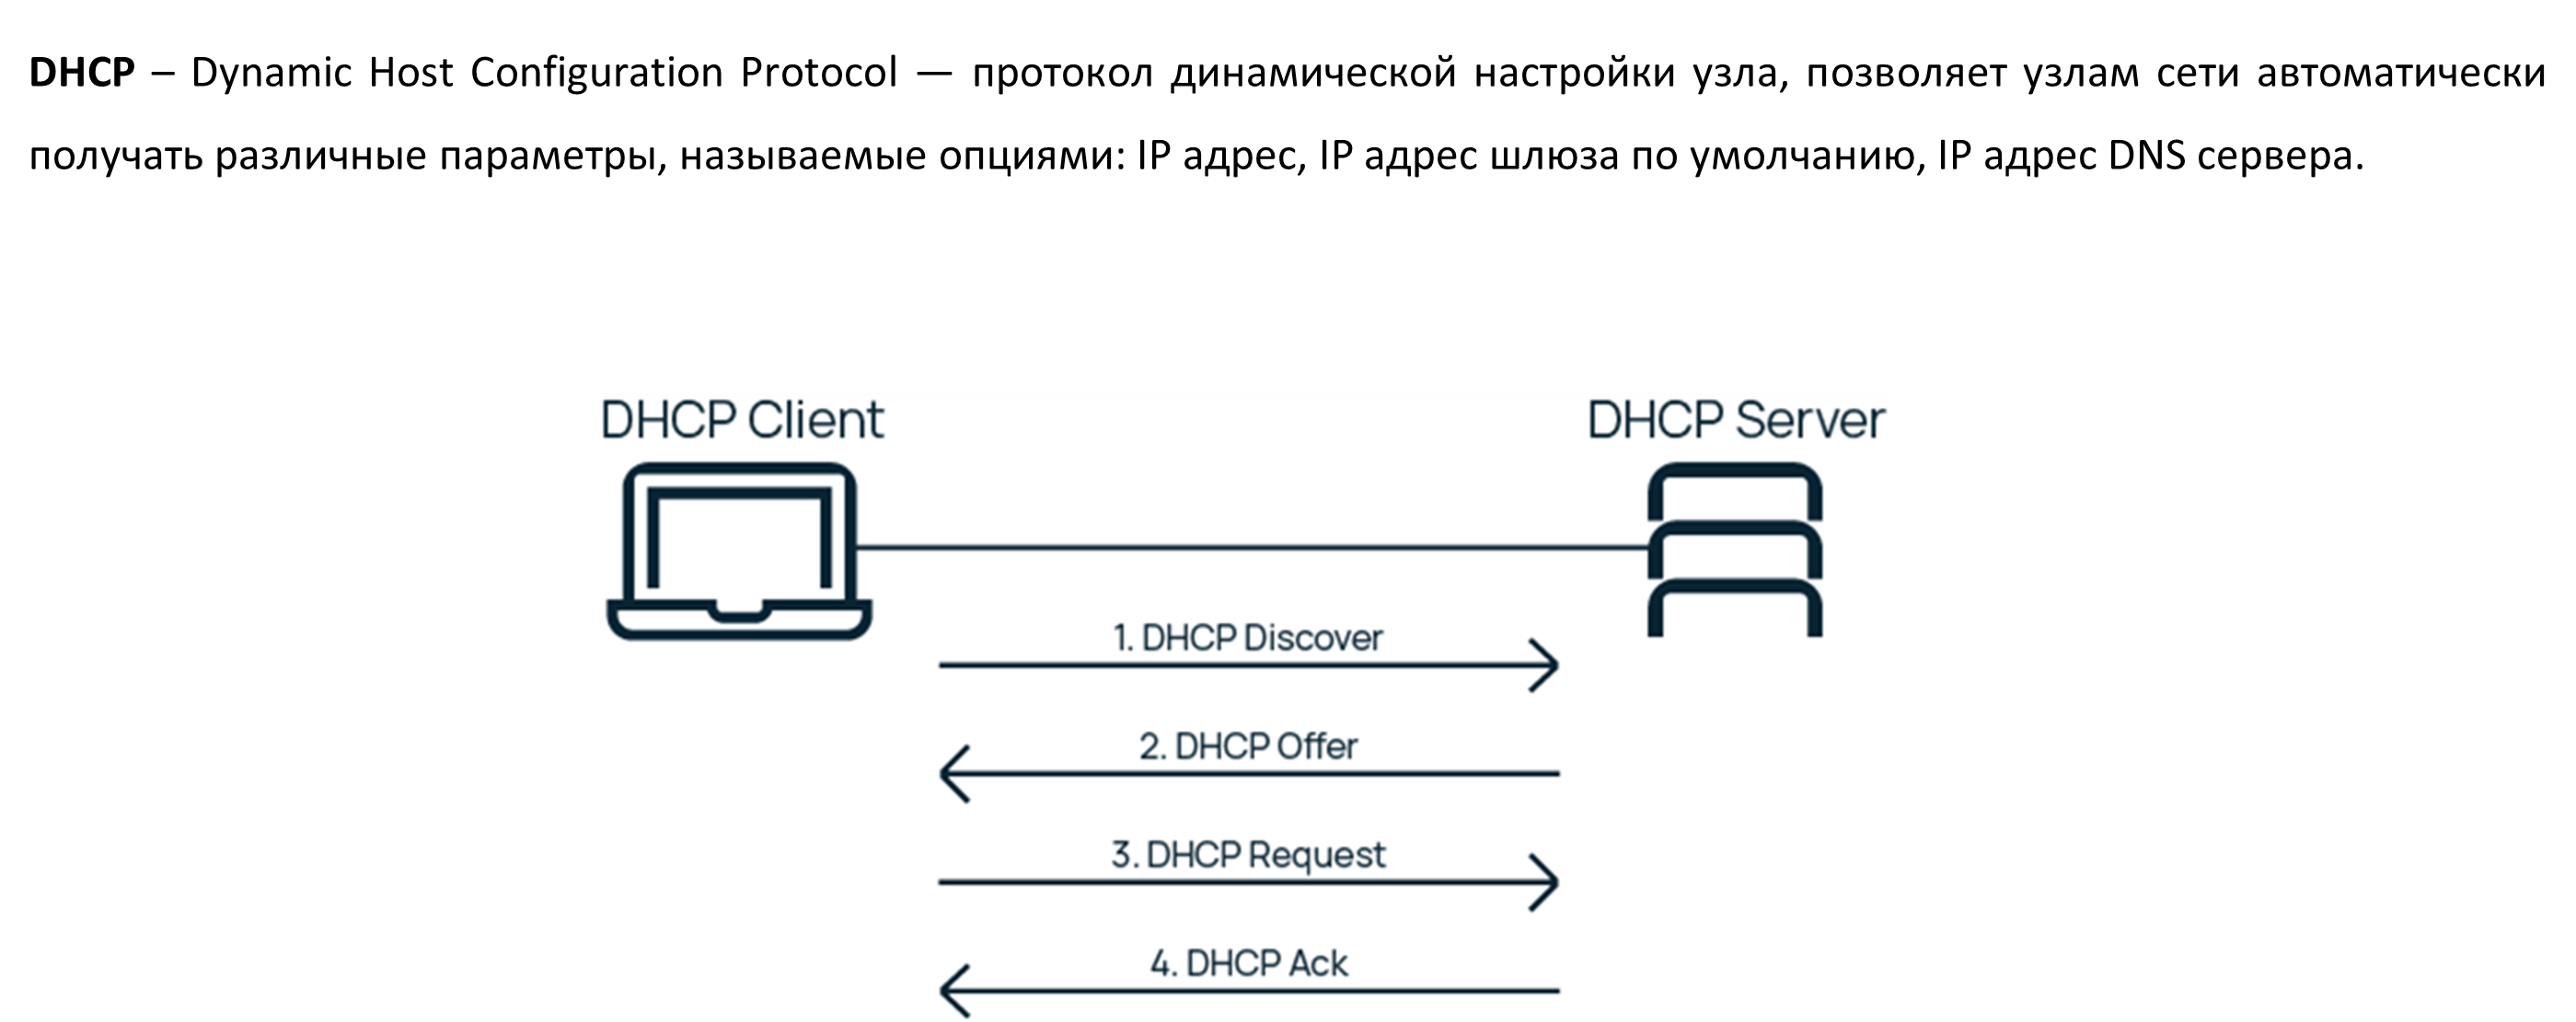 DHCP – Dynamic Host Configuration Protocol — протокол динамической настройки узла, позволяет узлам сети автоматически
получать различные параметры, называемые опциями: IP адрес, IP адрес шлюза по умолчанию, IP адрес DNS сервера.
DHCP Client
DHCP Server
1. DHCP Discover
2. DHCP Offer
3. DHCP Request
4. DHCP Ack